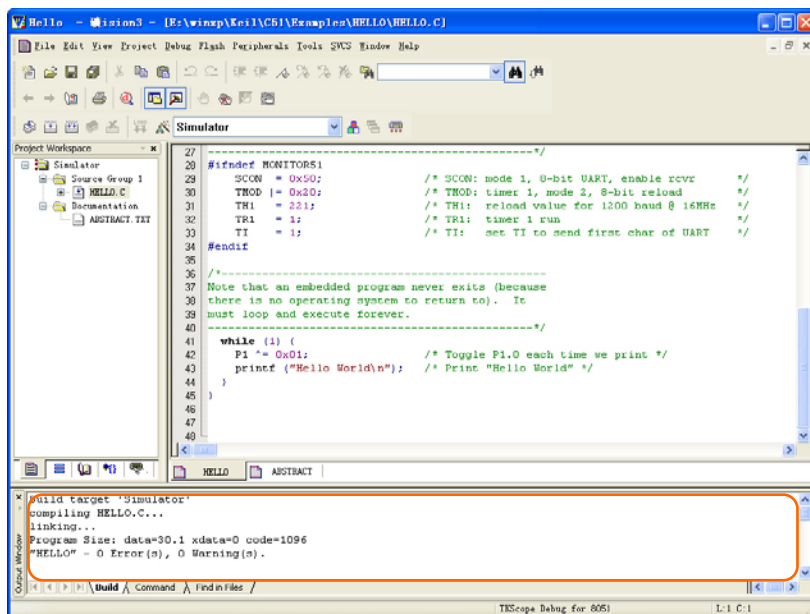 Hello - µVision3 - [E:\winxp\Keil\C51\Examples\HELLO\HELLO.C]
File Edit View Project Debug Flash Peripherals Tools SVCS Window Help
Simulator
Project Workspace
Simulator
Source Group 1
HELLO.C
Documentation
ABSTRACT.TXT
27 ------------------------------------------------*/
28 #ifndef MONITOR51
29 SCON = 0x50; /* SCON: mode 1, 8-bit UART, enable rcvr */
30 TMOD |= 0x20; /* TMOD: timer 1, mode 2, 8-bit reload */
31 TH1 = 221; /* TH1: reload value for 1200 baud @ 16MHz */
32 TR1 = 1; /* TR1: timer 1 run */
33 TI = 1; /* TI: set TI to send first char of UART */
34 #endif
35
36 /*------------------------------------------------
37 Note that an embedded program never exits (because
38 there is no operating system to return to). It
39 must loop and execute forever.
40 ------------------------------------------------*/
41 while (1) {
42 P1 ^= 0x01; /* Toggle P1.0 each time we print */
43 printf ("Hello World\n"); /* Print "Hello World" */
44 }
45 }
46
47
48
HELLO ABSTRACT
Output Window
Build target 'Simulator'
compiling HELLO.C...
linking...
Program Size: data=30.1 xdata=0 code=1096
"HELLO" - 0 Error(s), 0 Warning(s).
Build Command Find in Files
TKScope Debug for 8051 L:1 C:1